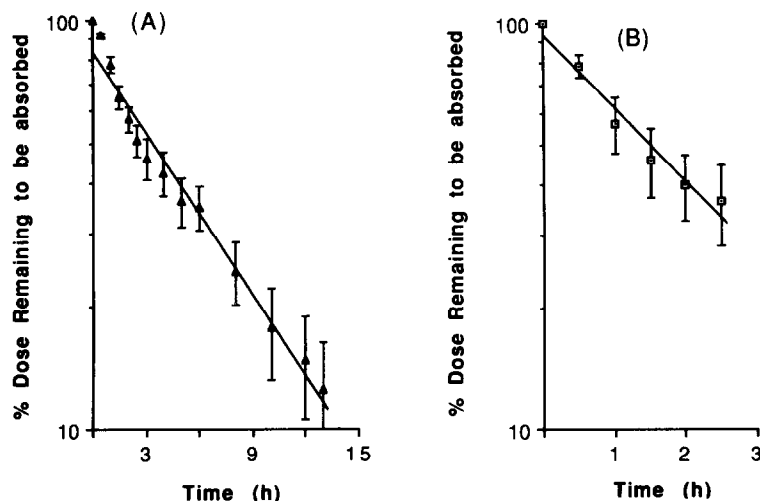 (A)
% Dose Remaining to be absorbed
100
10
3
9
15
Time (h)
(B)
% Dose Remaining to be absorbed
100
10
0
1
2
3
Time (h)